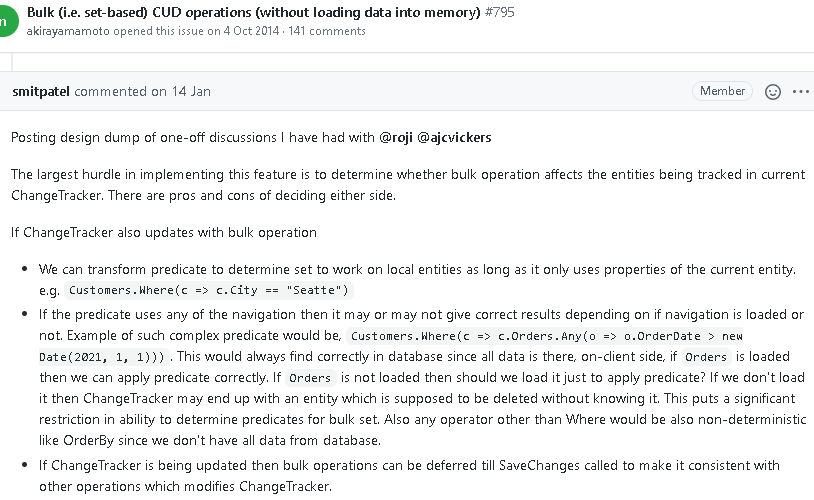 n
Bulk (i.e. set-based) CUD operations (without loading data into memory) #795
akirayamamoto opened this issue on 4 Oct 2014 · 141 comments
smitpatel commented on 14 Jan
Member
Posting design dump of one-off discussions I have had with @roji @ajcvickers
The largest hurdle in implementing this feature is to determine whether bulk operation affects the entities being tracked in current
ChangeTracker. There are pros and cons of deciding either side.
If ChangeTracker also updates with bulk operation
• We can transform predicate to determine set to work on local entities as long as it only uses properties of the current entity.
e.g. Customers.Where(c => c.City == "Seatte")
• If the predicate uses any of the navigation then it may or may not give correct results depending on if navigation is loaded or
not. Example of such complex predicate would be, Customers.Where(c => c.Orders.Any(o => o.OrderDate > new
Date(2021, 1, 1))) . This would always find correctly in database since all data is there, on-client side, if Orders is loaded
then we can apply predicate correctly. If Orders is not loaded then should we load it just to apply predicate? If we don't load
it then ChangeTracker may end up with an entity which is supposed to be deleted without knowing it. This puts a significant
restriction in ability to determine predicates for bulk set. Also any operator other than Where would be also non-deterministic
like OrderBy since we don't have all data from database.
• If ChangeTracker is being updated then bulk operations can be deferred till SaveChanges called to make it consistent with
other operations which modifies ChangeTracker.